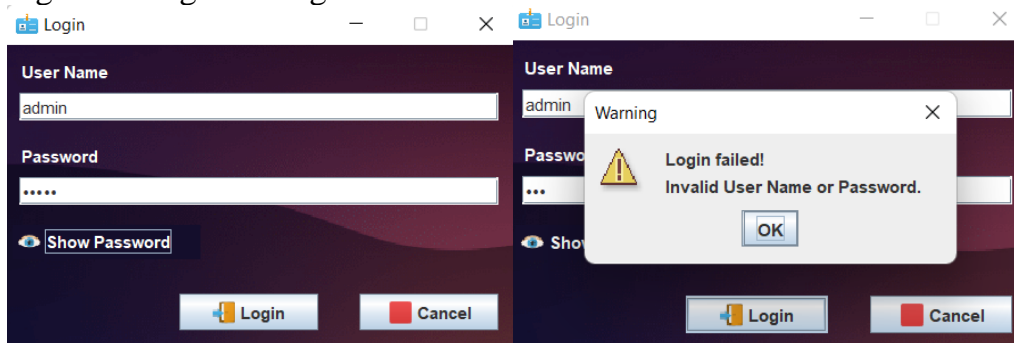 Login
User Name
admin
Password
•••••
Show Password
Login
Cancel
Login
User Name
admin
Warning
Login failed!
Invalid User Name or Password.
OK
Passwo
•••
Sho
Login
Cancel